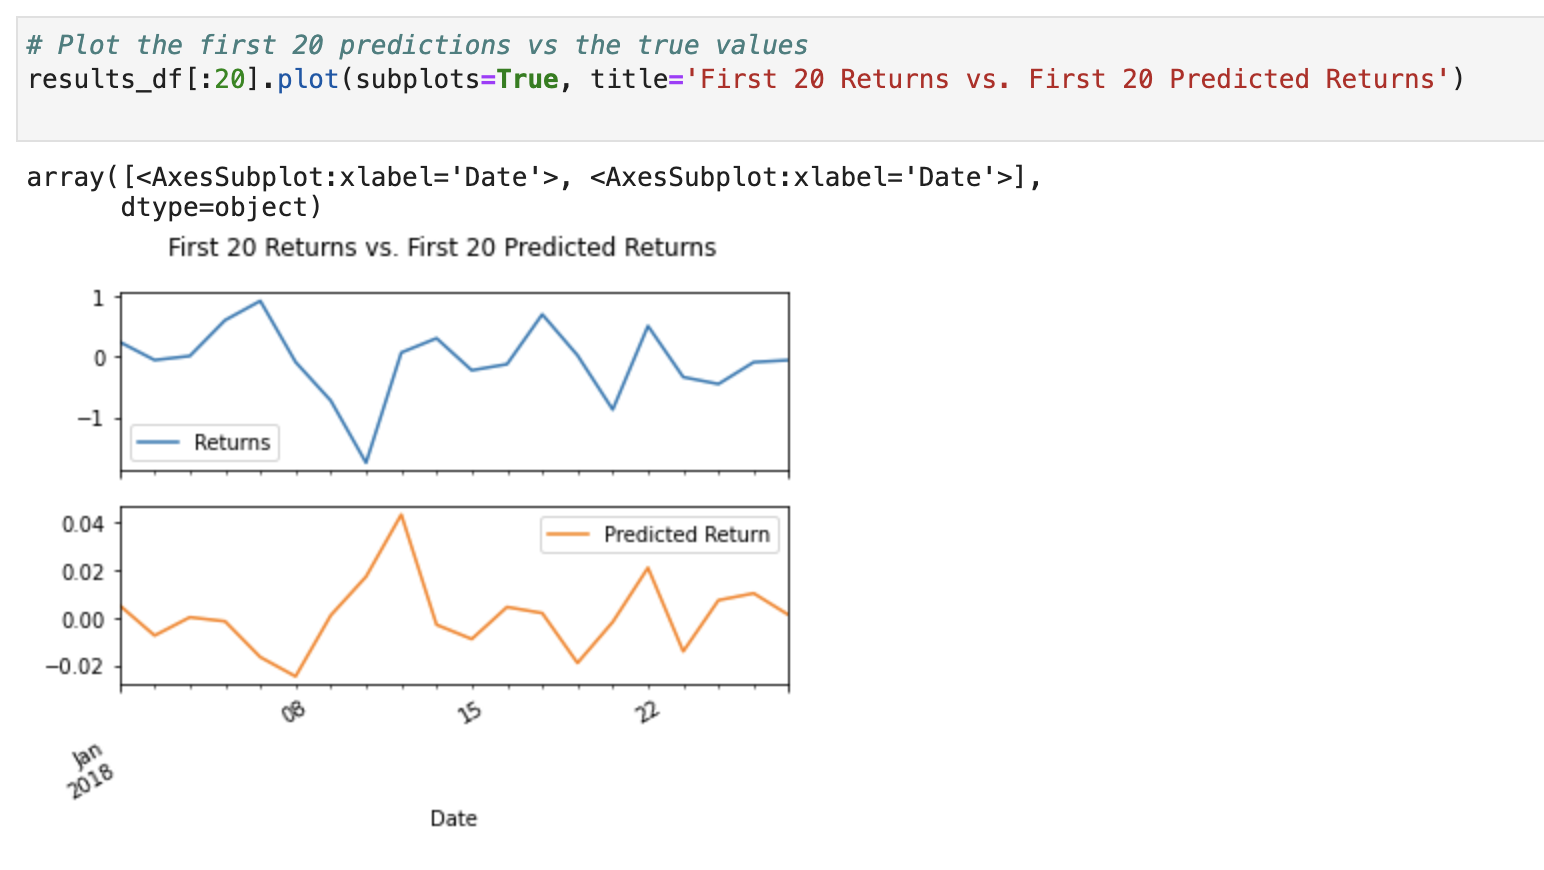 # Plot the first 20 predictions vs the true values
results_df[:20].plot(subplots=True, title='First 20 Returns vs. First 20 Predicted Returns')
array([<AxesSubplot:xlabel='Date'>, <AxesSubplot:xlabel='Date'>],
      dtype=object)
First 20 Returns vs. First 20 Predicted Returns
1
0
−1
Returns
0.04
0.02
0.00
−0.02
Predicted Return
08
15
22
Jan
2018
Date